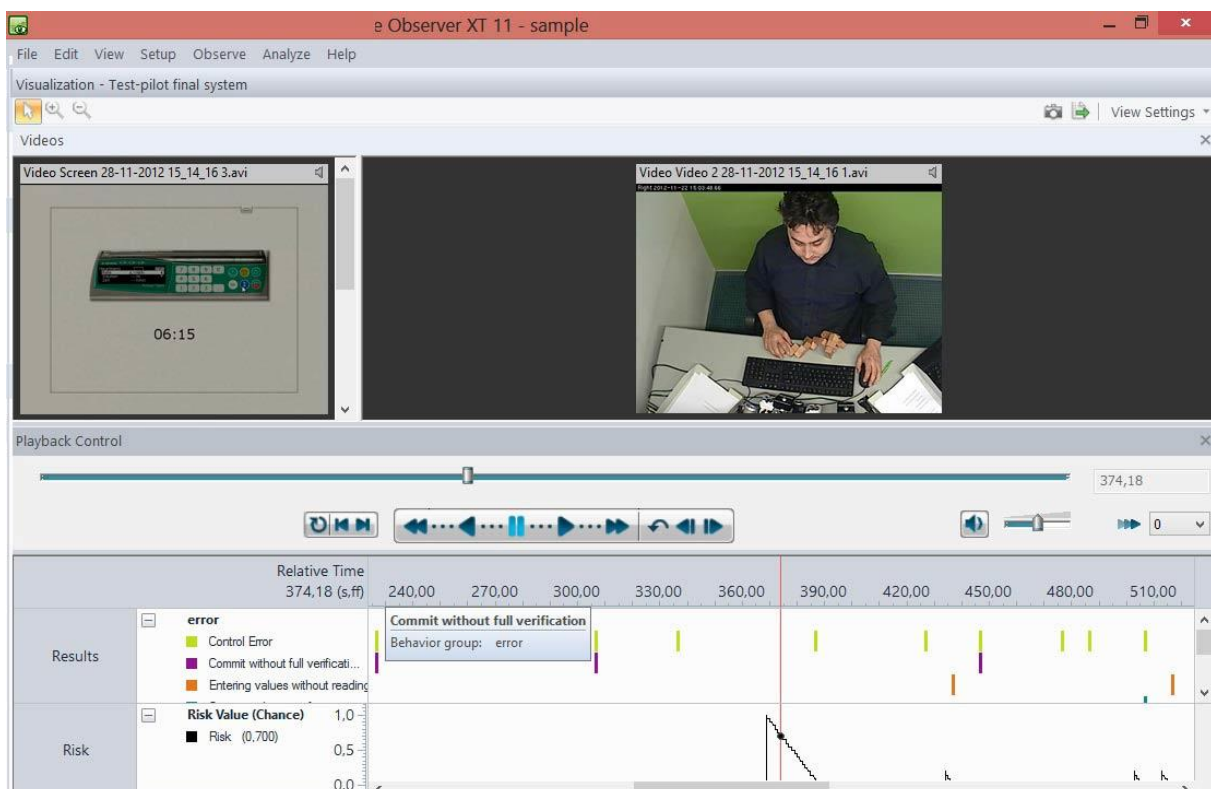 e Observer XT 11 - sample
File Edit View Setup Observe Analyze Help
Visualization - Test-pilot final system
View Settings
Videos
Video Screen 28-11-2012 15_14_16 3.avi
Video Video 2 28-11-2012 15_14_16 1.avi
06:15
Playback Control
374,18
0
Relative Time
374,18 (s,ff)
240,00 270,00 300,00 330,00 360,00 390,00 420,00 450,00 480,00 510,00
Results
error
Control Error
Commit without full verificati...
Entering values without reading
Commit without full verification
Behavior group: error
Risk
Risk Value (Chance)
Risk (0,700)
1,0
0,5
0,0